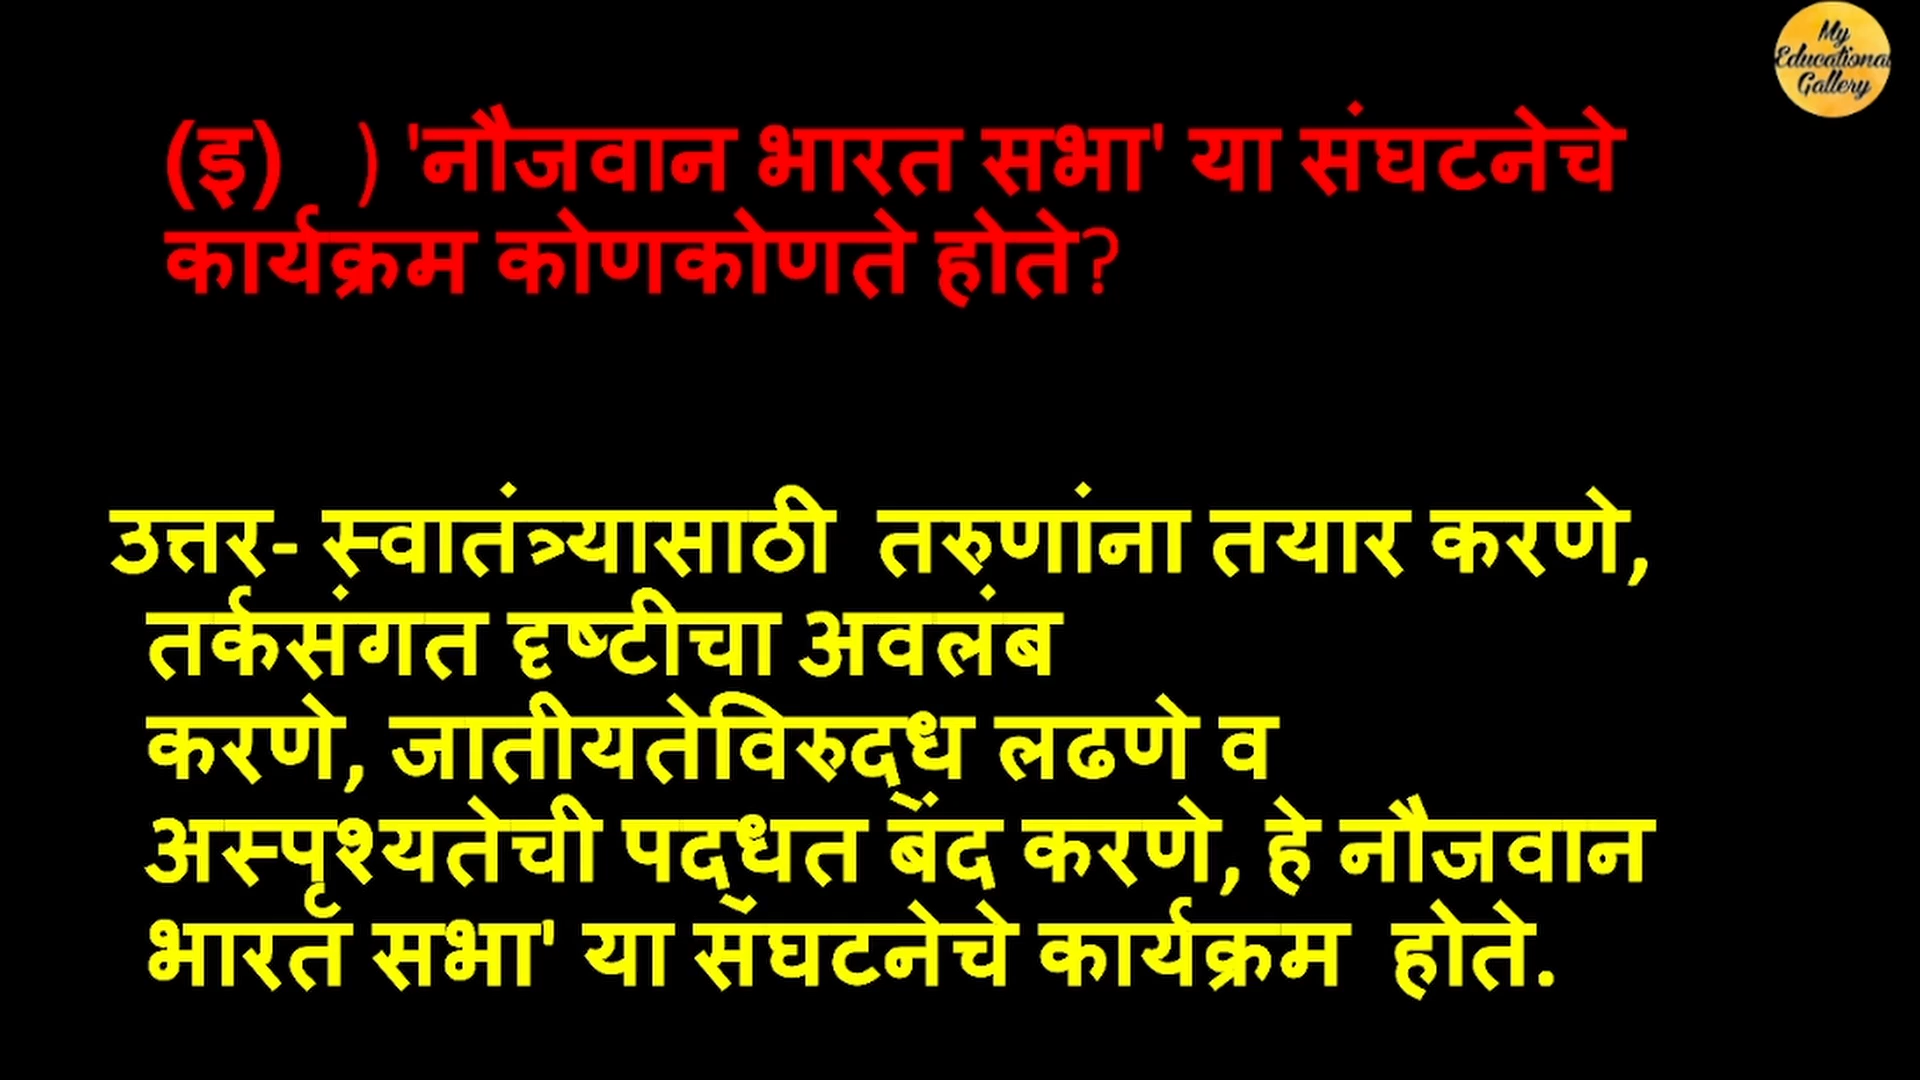 My
Educational
Gallery
(इ) ) 'नौजवान भारत सभा' या संघटनेचे
कार्यक्रम कोणकोणते होते?
उत्तर- स्वातंत्र्यासाठी तरुणांना तयार करणे,
तर्कसंगत दृष्टीचा अवलंब
करणे, जातीयतेविरुद्ध लढणे व
अस्पृश्यतेची पद्धत बंद करणे, हे नौजवान
भारत सभा' या संघटनेचे कार्यक्रम होते.